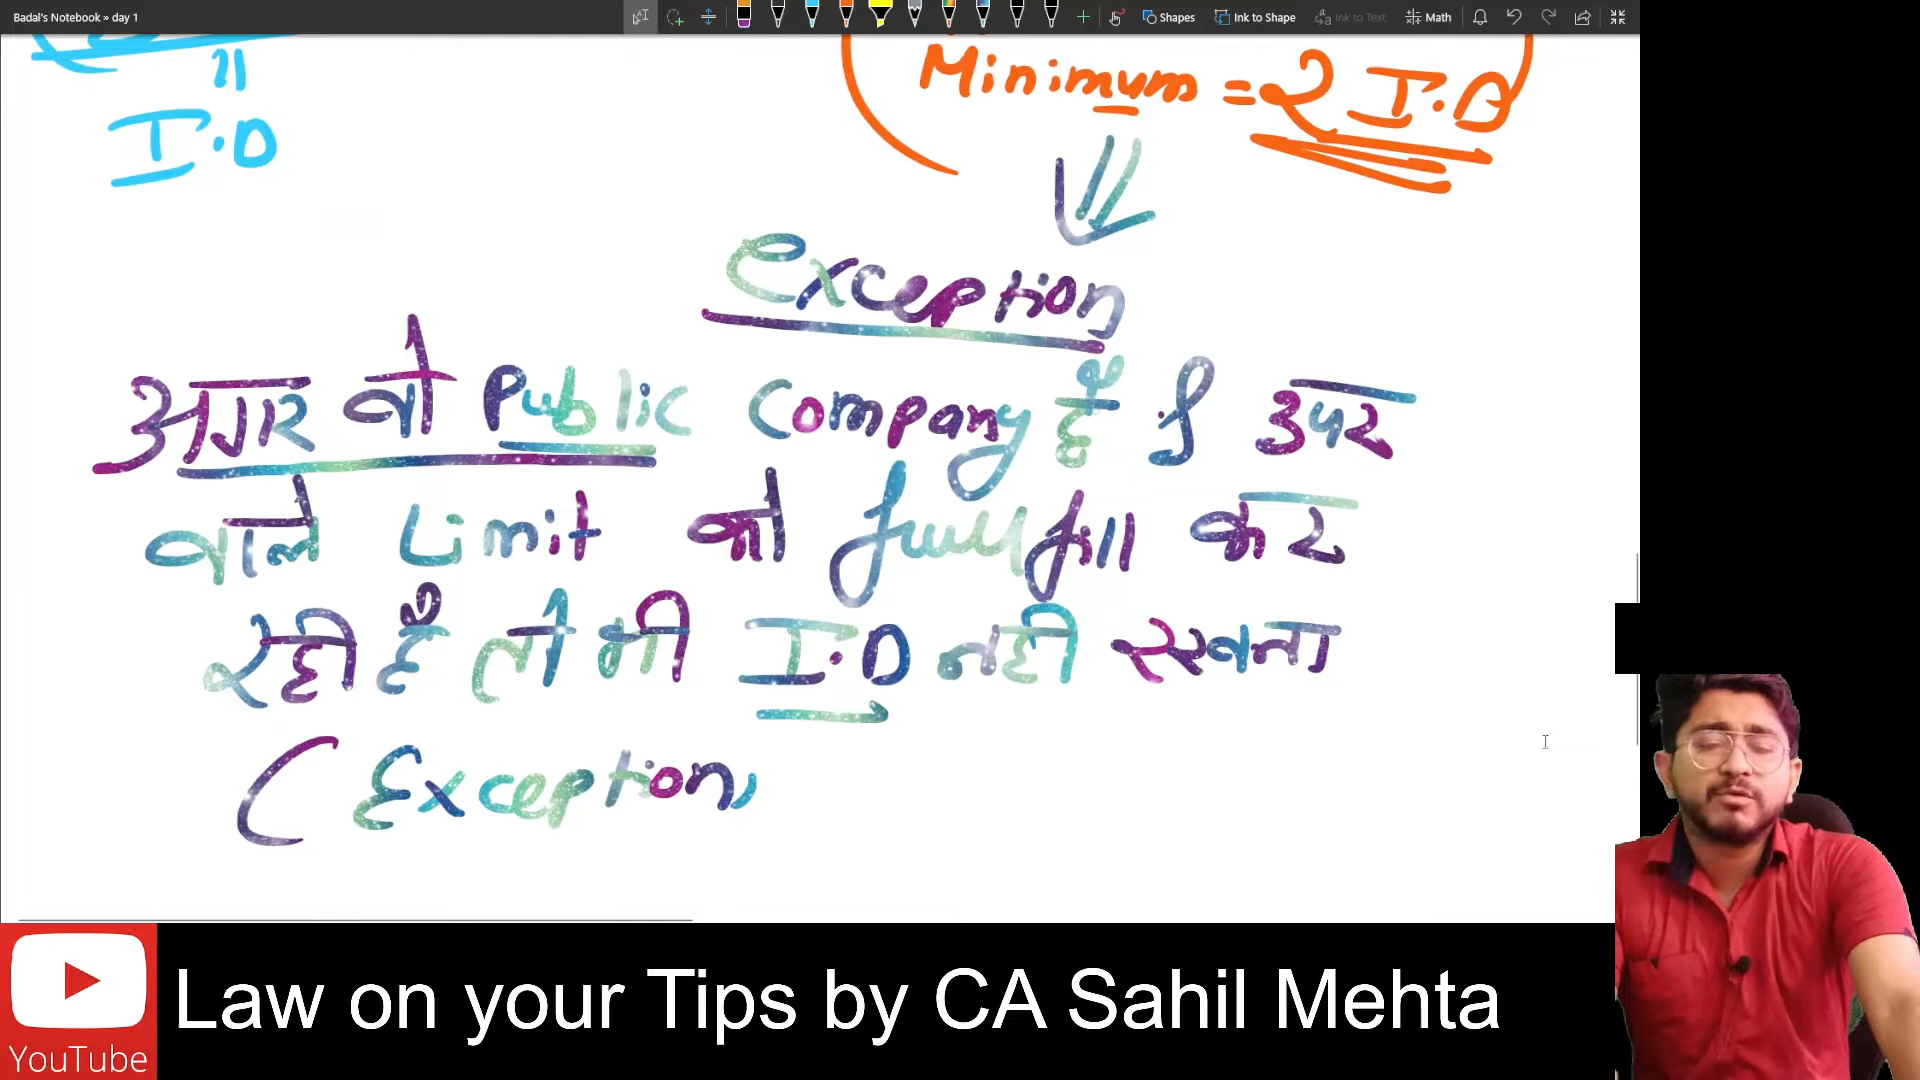 Badal's Notebook » day 1
Shapes Ink to Shape Ink to Text Math
I.D
Minimum = 2 I.D
Exception
अगर वो Public Company है & उपर
वाले Limit को fullfill कर
रही है तो भी I.D नही रखना
( Exception,
YouTube
Law on your Tips by CA Sahil Mehta